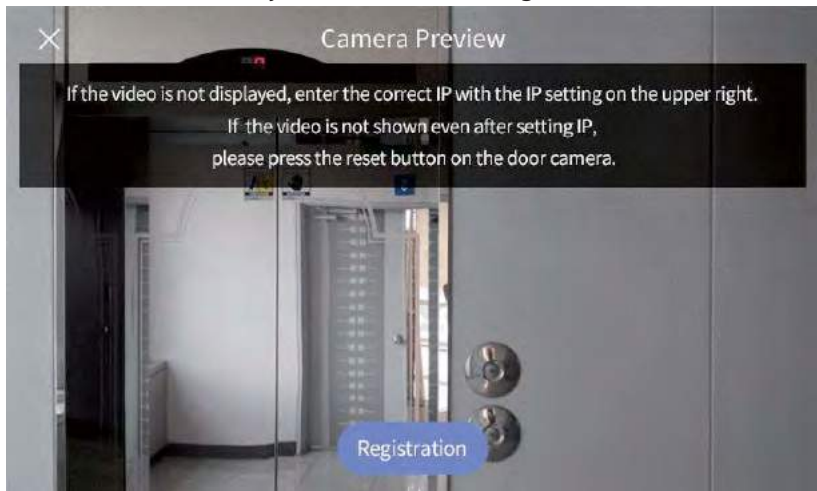 Camera Preview
If the video is not displayed, enter the correct IP with the IP setting on the upper right.
If the video is not shown even after setting IP,
please press the reset button on the door camera.
Registration